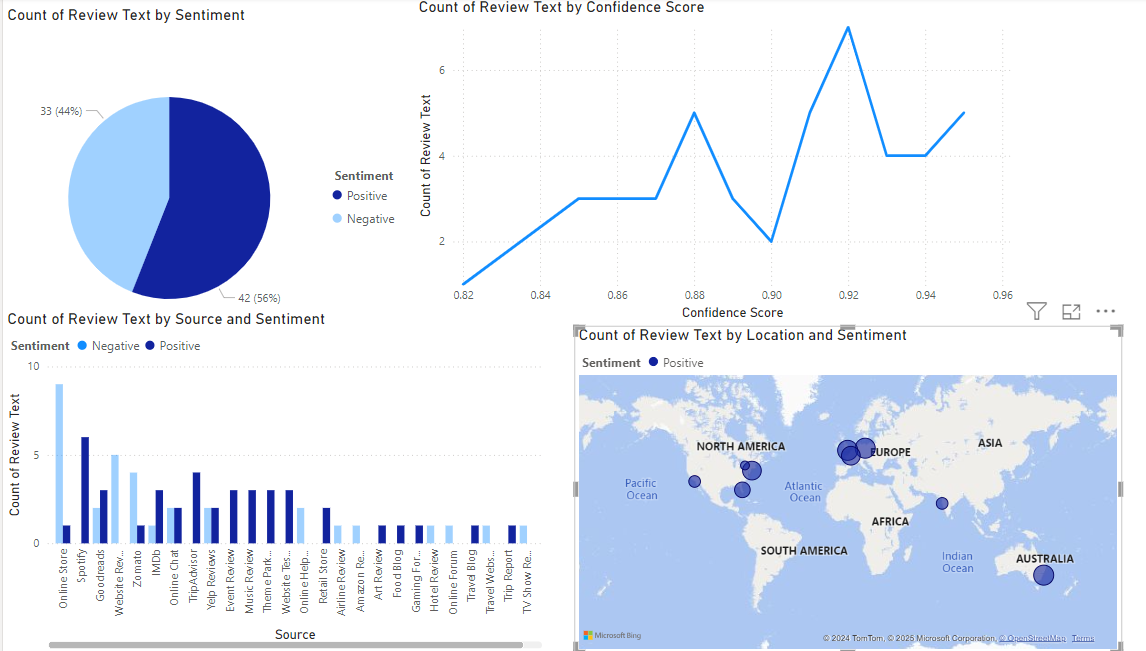 Count of Review Text by Sentiment
33 (44%)
42 (56%)
Sentiment
Positive
Negative
Count of Review Text by Confidence Score
Count of Review Text
6
4
2
0.82 0.84 0.86 0.88 0.90 0.92 0.94 0.96
Confidence Score
Count of Review Text by Source and Sentiment
Sentiment Negative Positive
Count of Review Text
10
5
0
Online Store
Spotify
Goodreads
Website Rev...
Zomato
IMDb
Online Chat
TripAdvisor
Yelp Reviews
Event Review
Music Review
Theme Park...
Website Tes...
Online Help...
Retail Store
Airline Review
Amazon Re...
Art Review
Food Blog
Gaming For...
Hotel Review
Online Forum
Travel Blog
Travel Webs...
Trip Report
TV Show Re...
Source
Count of Review Text by Location and Sentiment
Sentiment Positive
NORTH AMERICA
EUROPE
ASIA
Pacific
Ocean
Atlantic
Ocean
AFRICA
SOUTH AMERICA
Indian
Ocean
AUSTRALIA
Microsoft Bing
© 2024 TomTom, © 2025 Microsoft Corporation, © OpenStreetMap Terms